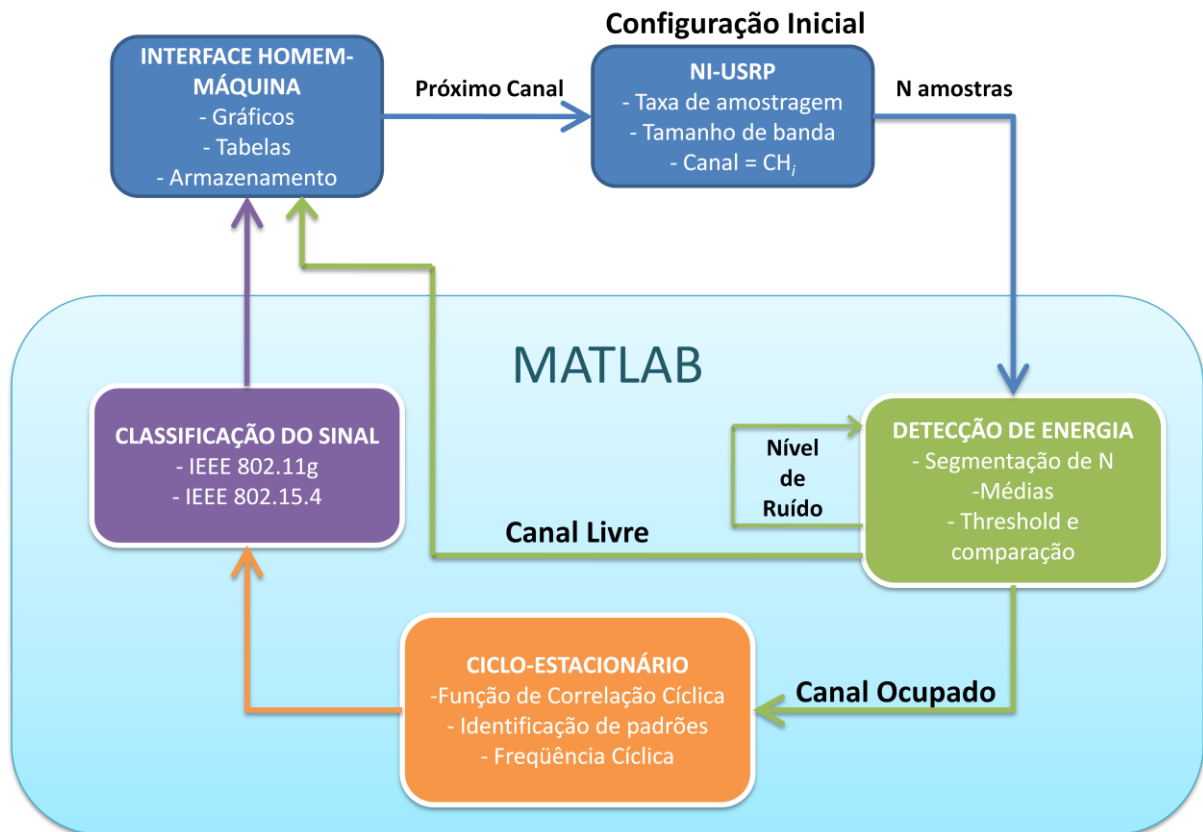 Configuração Inicial
INTERFACE HOMEM-
MÁQUINA
- Gráficos
- Tabelas
- Armazenamento
Próximo Canal
NI-USRP
- Taxa de amostragem
- Tamanho de banda
- Canal = CHi
N amostras
MATLAB
CLASSIFICAÇÃO DO SINAL
- IEEE 802.11g
- IEEE 802.15.4
Nível
de
Ruído
DETECÇÃO DE ENERGIA
- Segmentação de N
-Médias
- Threshold e
comparação
Canal Livre
CICLO-ESTACIONÁRIO
-Função de Correlação Cíclica
- Identificação de padrões
- Freqüência Cíclica
Canal Ocupado